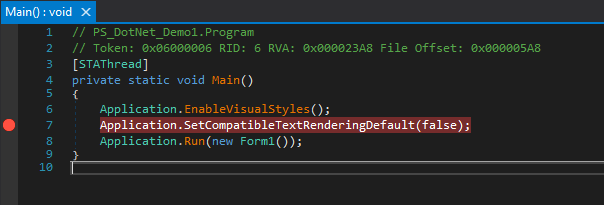 Main() : void ×
1 // PS_DotNet_Demo1.Program
2 // Token: 0x06000006 RID: 6 RVA: 0x000023A8 File Offset: 0x000005A8
3 [STAThread]
4 private static void Main()
5 {
6 Application.EnableVisualStyles();
7 Application.SetCompatibleTextRenderingDefault(false);
8 Application.Run(new Form1());
9 }
10